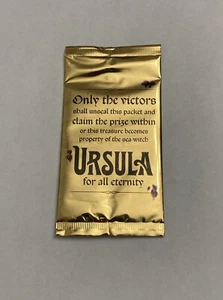 Only the victors
shall unseal this packet and
claim the prize within
or this treasure becomes
property of the sea witch
URSULA
for all eternity